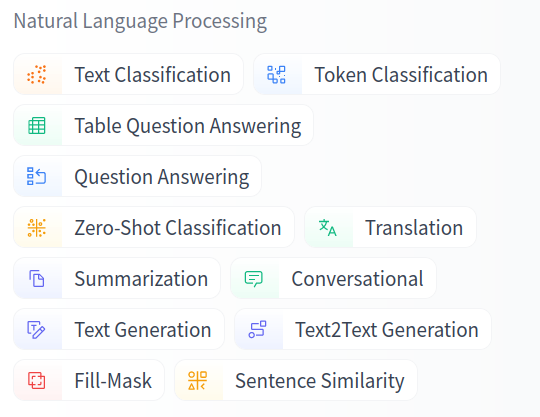 Natural Language Processing
Text Classification Token Classification
Table Question Answering
Question Answering
Zero-Shot Classification Translation
Summarization Conversational
Text Generation Text2Text Generation
Fill-Mask Sentence Similarity